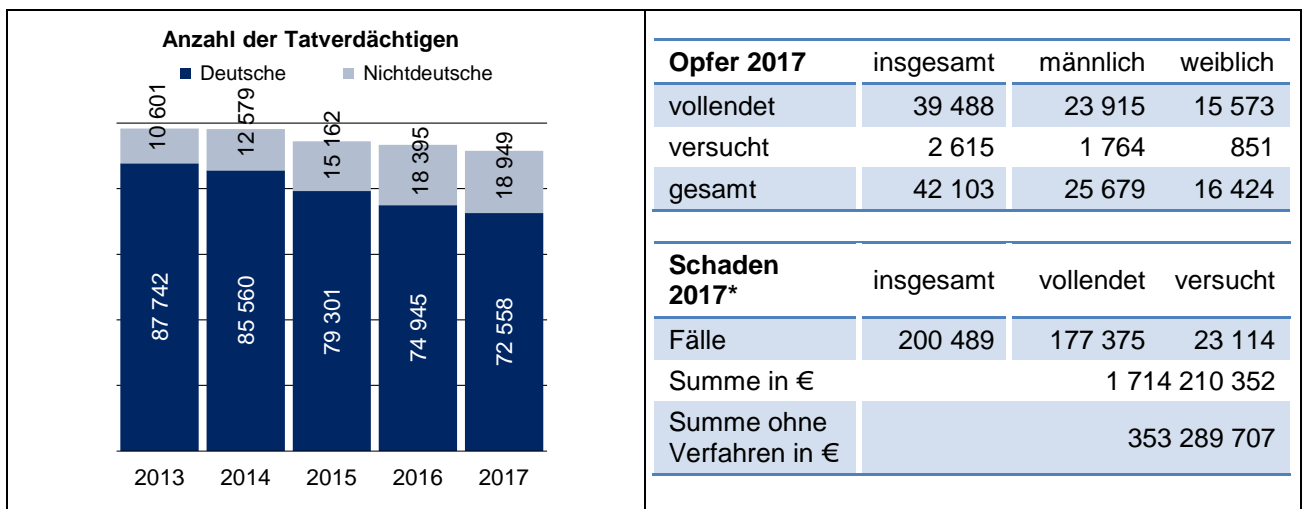 Anzahl der Tatverdächtigen
Deutsche Nichtdeutsche
10 601 12 579 15 162 18 395 18 949
87 742 85 560 79 301 74 945 72 558
2013 2014 2015 2016 2017
Opfer 2017 insgesamt männlich weiblich
vollendet 39 488 23 915 15 573
versucht 2 615 1 764 851
gesamt 42 103 25 679 16 424
Schaden
2017* insgesamt vollendet versucht
Fälle 200 489 177 375 23 114
Summe in € 1 714 210 352
Summe ohne
Verfahren in € 353 289 707